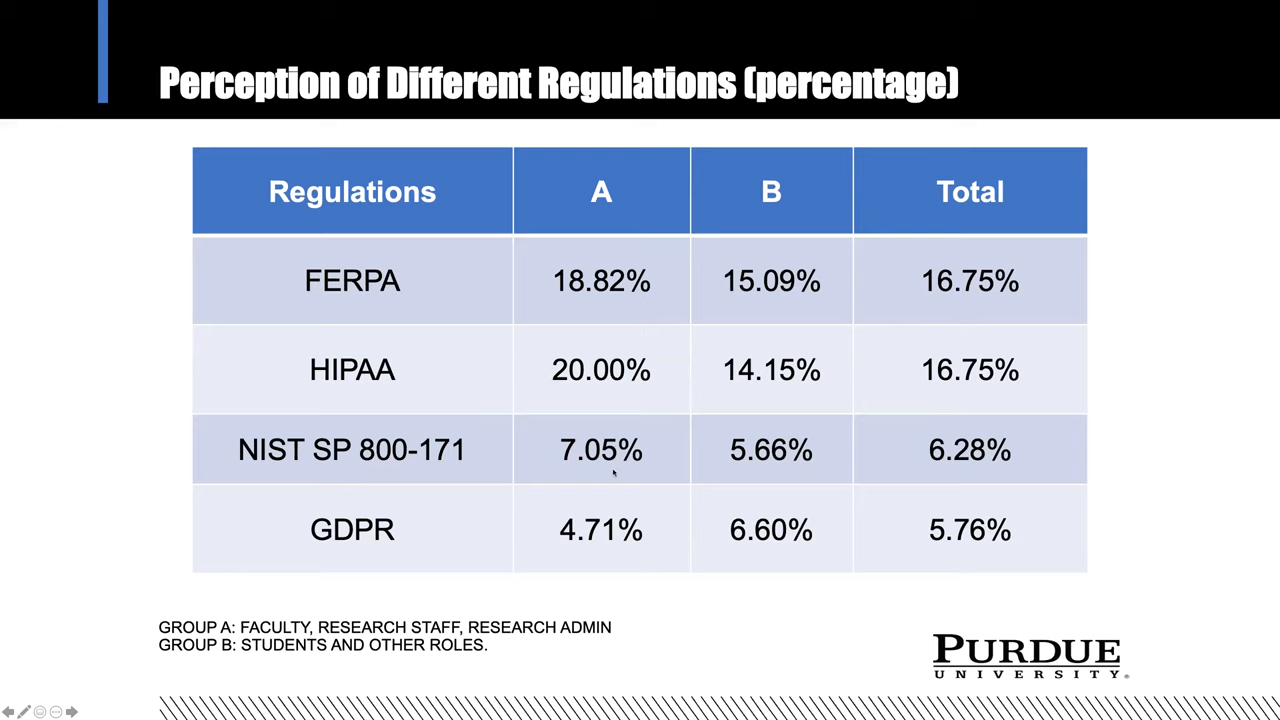 Perception of Different Regulations (percentage)
Regulations A B Total
FERPA 18.82% 15.09% 16.75%
HIPAA 20.00% 14.15% 16.75%
NIST SP 800-171 7.05% 5.66% 6.28%
GDPR 4.71% 6.60% 5.76%
GROUP A: FACULTY, RESEARCH STAFF, RESEARCH ADMIN
GROUP B: STUDENTS AND OTHER ROLES.
PURDUE
UNIVERSITY®